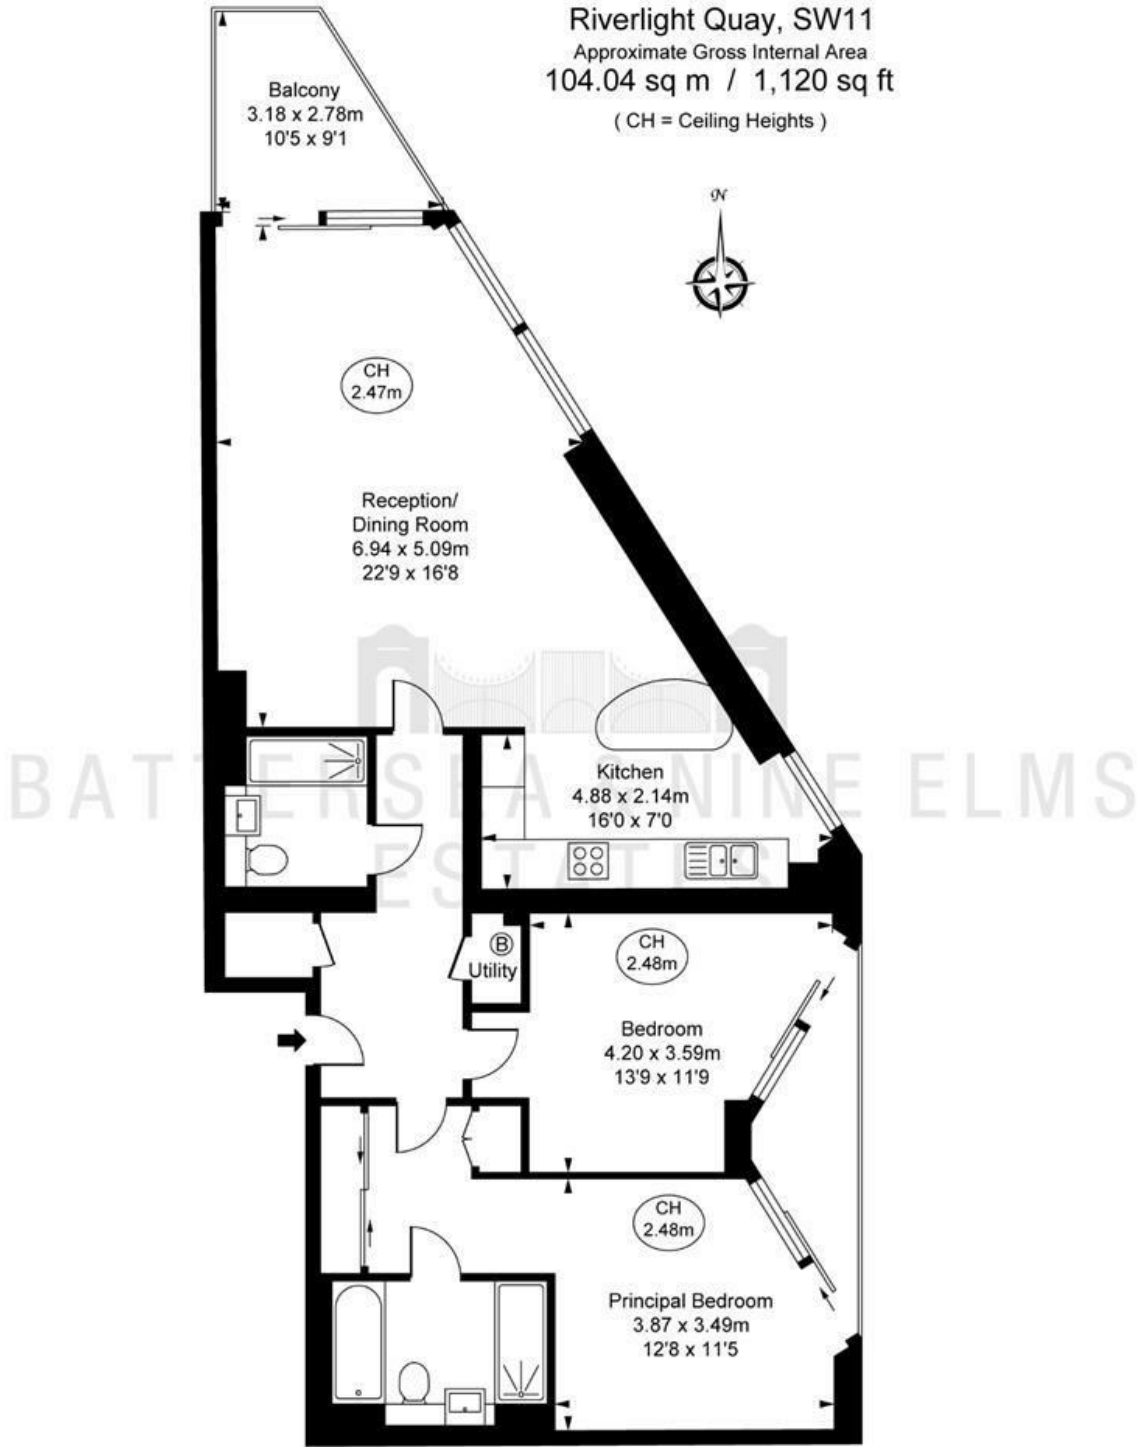 Riverlight Quay, SW11
Approximate Gross Internal Area
104.04 sq m / 1,120 sq ft
( CH = Ceiling Heights )
N
Balcony
3.18 x 2.78m
10'5 x 9'1
CH
2.47m
Reception/
Dining Room
6.94 x 5.09m
22'9 x 16'8
Kitchen
4.88 x 2.14m
16'0 x 7'0
BATTERSEA & NINE ELMS
ESTATES
B
Utility
CH
2.48m
Bedroom
4.20 x 3.59m
13'9 x 11'9
CH
2.48m
Principal Bedroom
3.87 x 3.49m
12'8 x 11'5